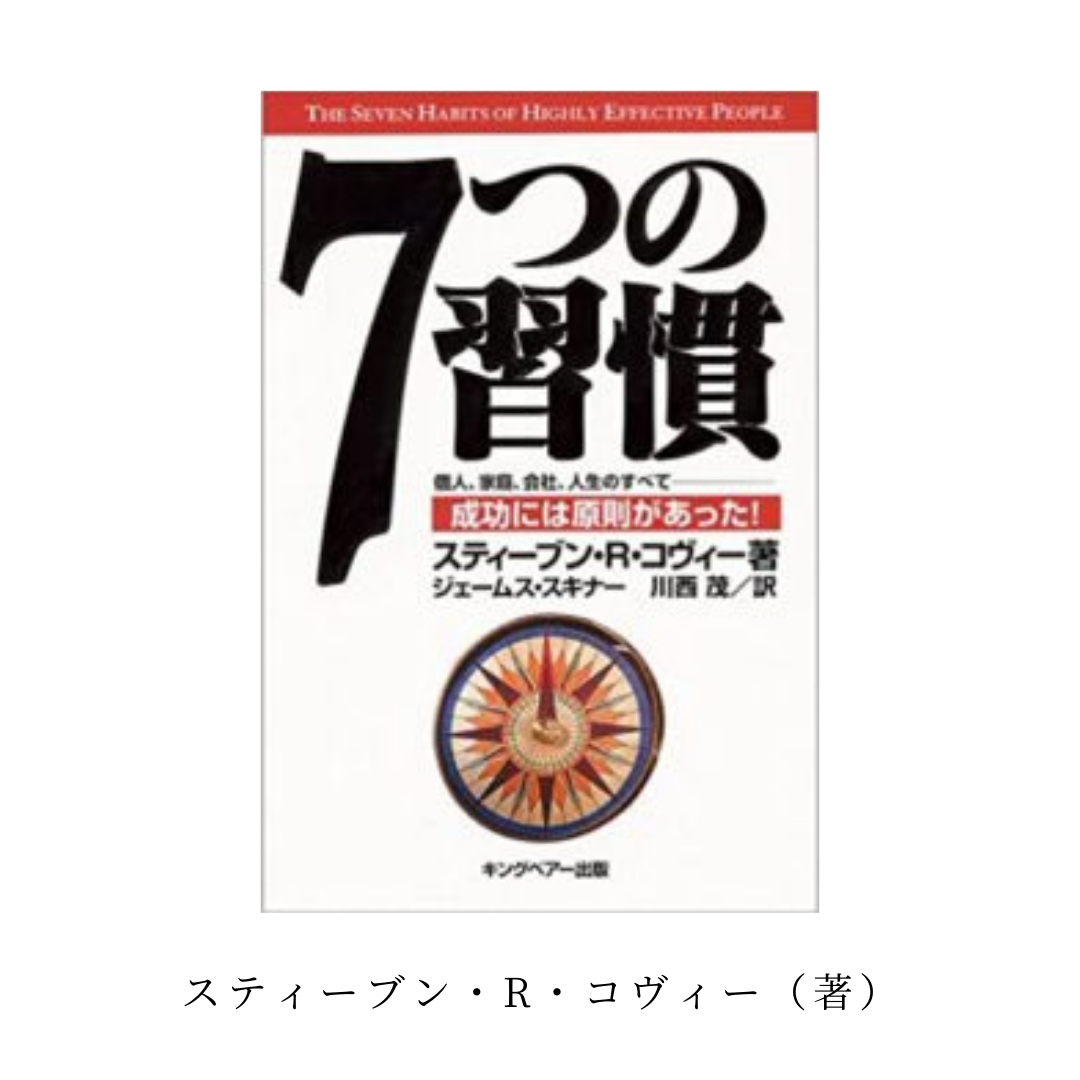 THE SEVEN HABITS OF HIGHLY EFFECTIVE PEOPLE
7つの
習慣
個人、家庭、会社、人生のすべて
成功には原則があった!
スティーブン・R・コヴィー著
ジェームス・スキナー 川西 茂/訳
キングベアー出版
スティーブン・R・コヴィー（著）